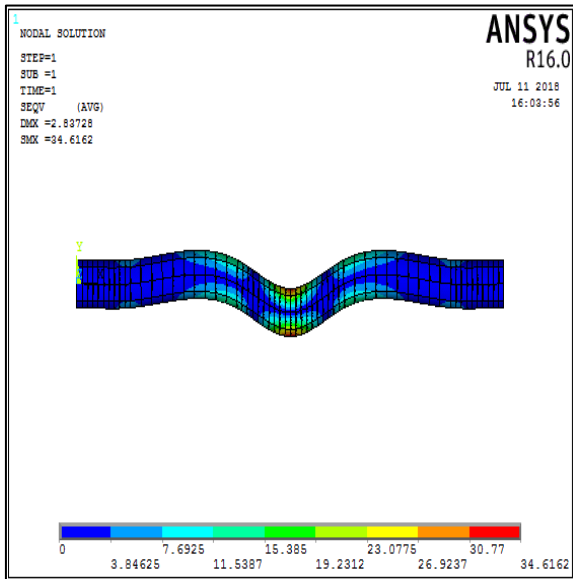 1
NODAL SOLUTION
STEP=1
SUB =1
TIME=1
SEQV (AVG)
DMX =2.83728
SMX =34.6162
ANSYS
R16.0
JUL 11 2018
16:03:56
Y
X
0
3.84625
7.6925
11.5387
15.385
19.2312
23.0775
26.9237
30.77
34.6162